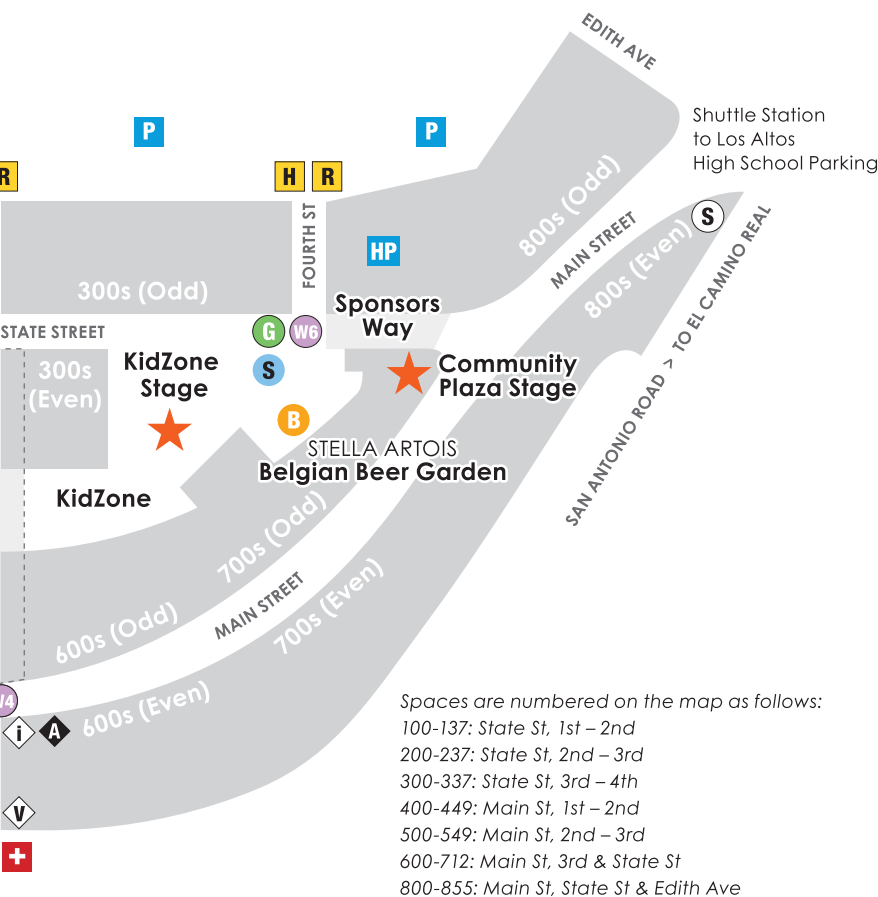 EDITH AVE
P
P
Shuttle Station
to Los Altos
High School Parking
R
H
R
800s (Odd)
S
MAIN STREET
FOURTH ST
HP
800s (Even)
SAN ANTONIO ROAD > TO EL CAMINO REAL
300s (Odd)
Sponsors
Way
STATE STREET
G
W6
KidZone
Stage
300s
(Even)
S
Community
Plaza Stage
B
STELLA ARTOIS
Belgian Beer Garden
KidZone
700s (Odd)
MAIN STREET
700s (Even)
600s (Odd)
600s (Even)
i
A
V
Spaces are numbered on the map as follows:
100-137: State St, 1st – 2nd
200-237: State St, 2nd – 3rd
300-337: State St, 3rd – 4th
400-449: Main St, 1st – 2nd
500-549: Main St, 2nd – 3rd
600-712: Main St, 3rd & State St
800-855: Main St, State St & Edith Ave